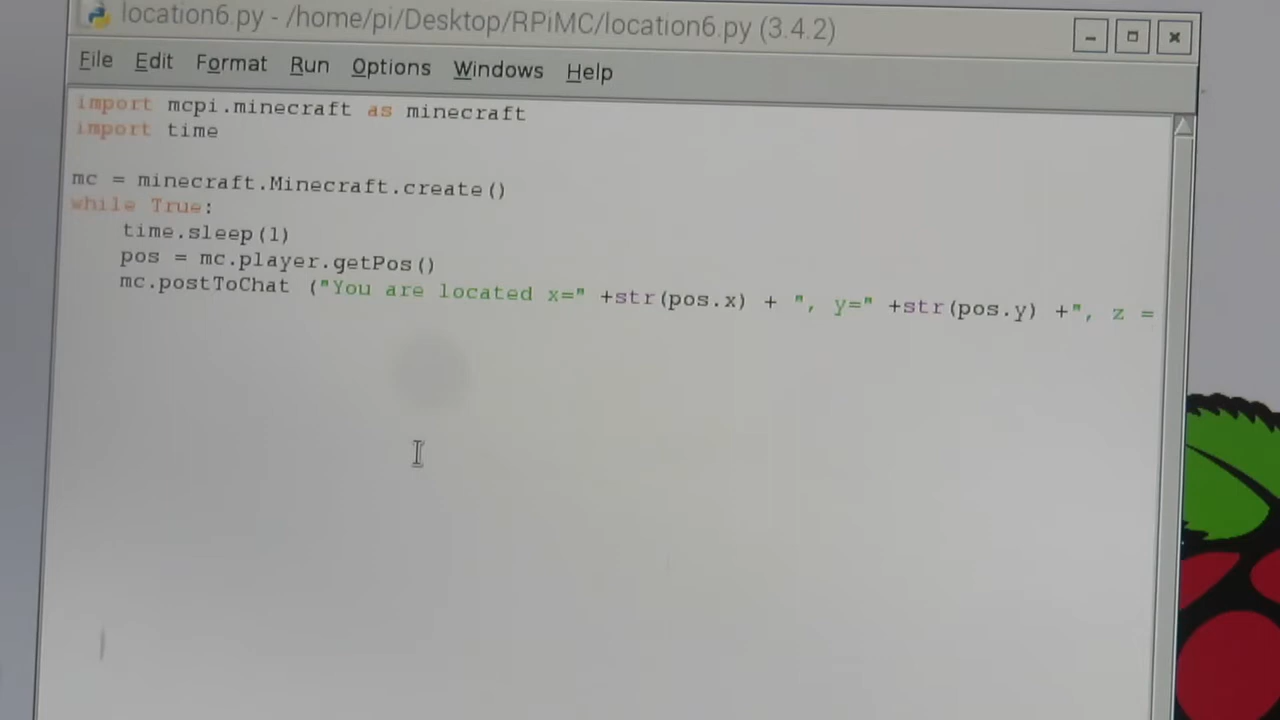 location6.py - /home/pi/Desktop/RPiMC/location6.py (3.4.2)
File Edit Format Run Options Windows Help
import mcpi.minecraft as minecraft
import time
mc = minecraft.Minecraft.create()
while True:
    time.sleep(1)
    pos = mc.player.getPos()
    mc.postToChat ("You are located x=" +str(pos.x) + ", y=" +str(pos.y) +", z =